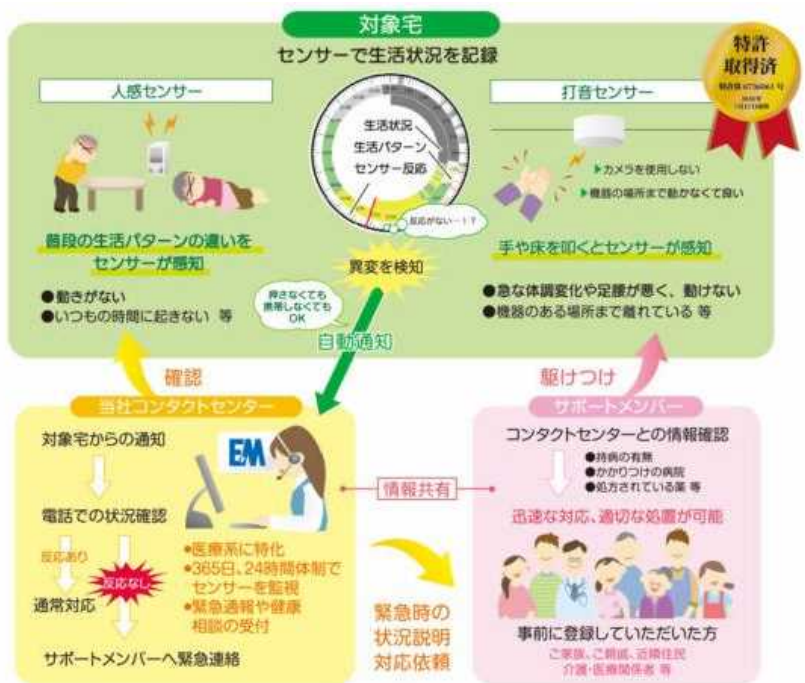 対象宅
センサーで生活状況を記録
特許
取得済
人感センサー
打音センサー
生活状況
生活パターン
センサー反応
▶カメラを使用しない
▶機器の場所まで動かなくて良い
反応がない…!?
普段の生活パターンの違いを
センサーが感知
異変を検知
手や床を叩くとセンサーが感知
●動きがない
●いつもの時間に起きない 等
押さなくても
携帯しなくても
OK
自動通知
●急な体調変化や足腰が悪く、動けない
●機器のある場所まで離れている 等
確認
駆けつけ
当社コンタクトセンター
対象宅からの通知
EM
電話での状況確認
反応あり
反応なし
通常対応
●医療系に特化
●365日、24時間体制で
センサーを監視
●緊急通報や健康
相談の受付
サポートメンバーへ緊急連絡
情報共有
緊急時の
状況説明
対応依頼
サポートメンバー
コンタクトセンターとの情報確認
●持病の有無
●かかりつけの病院
●処方されている薬 等
迅速な対応、適切な処置が可能
事前に登録していただいた方
ご家族、ご親戚、近隣住民
介護・医療関係者 等